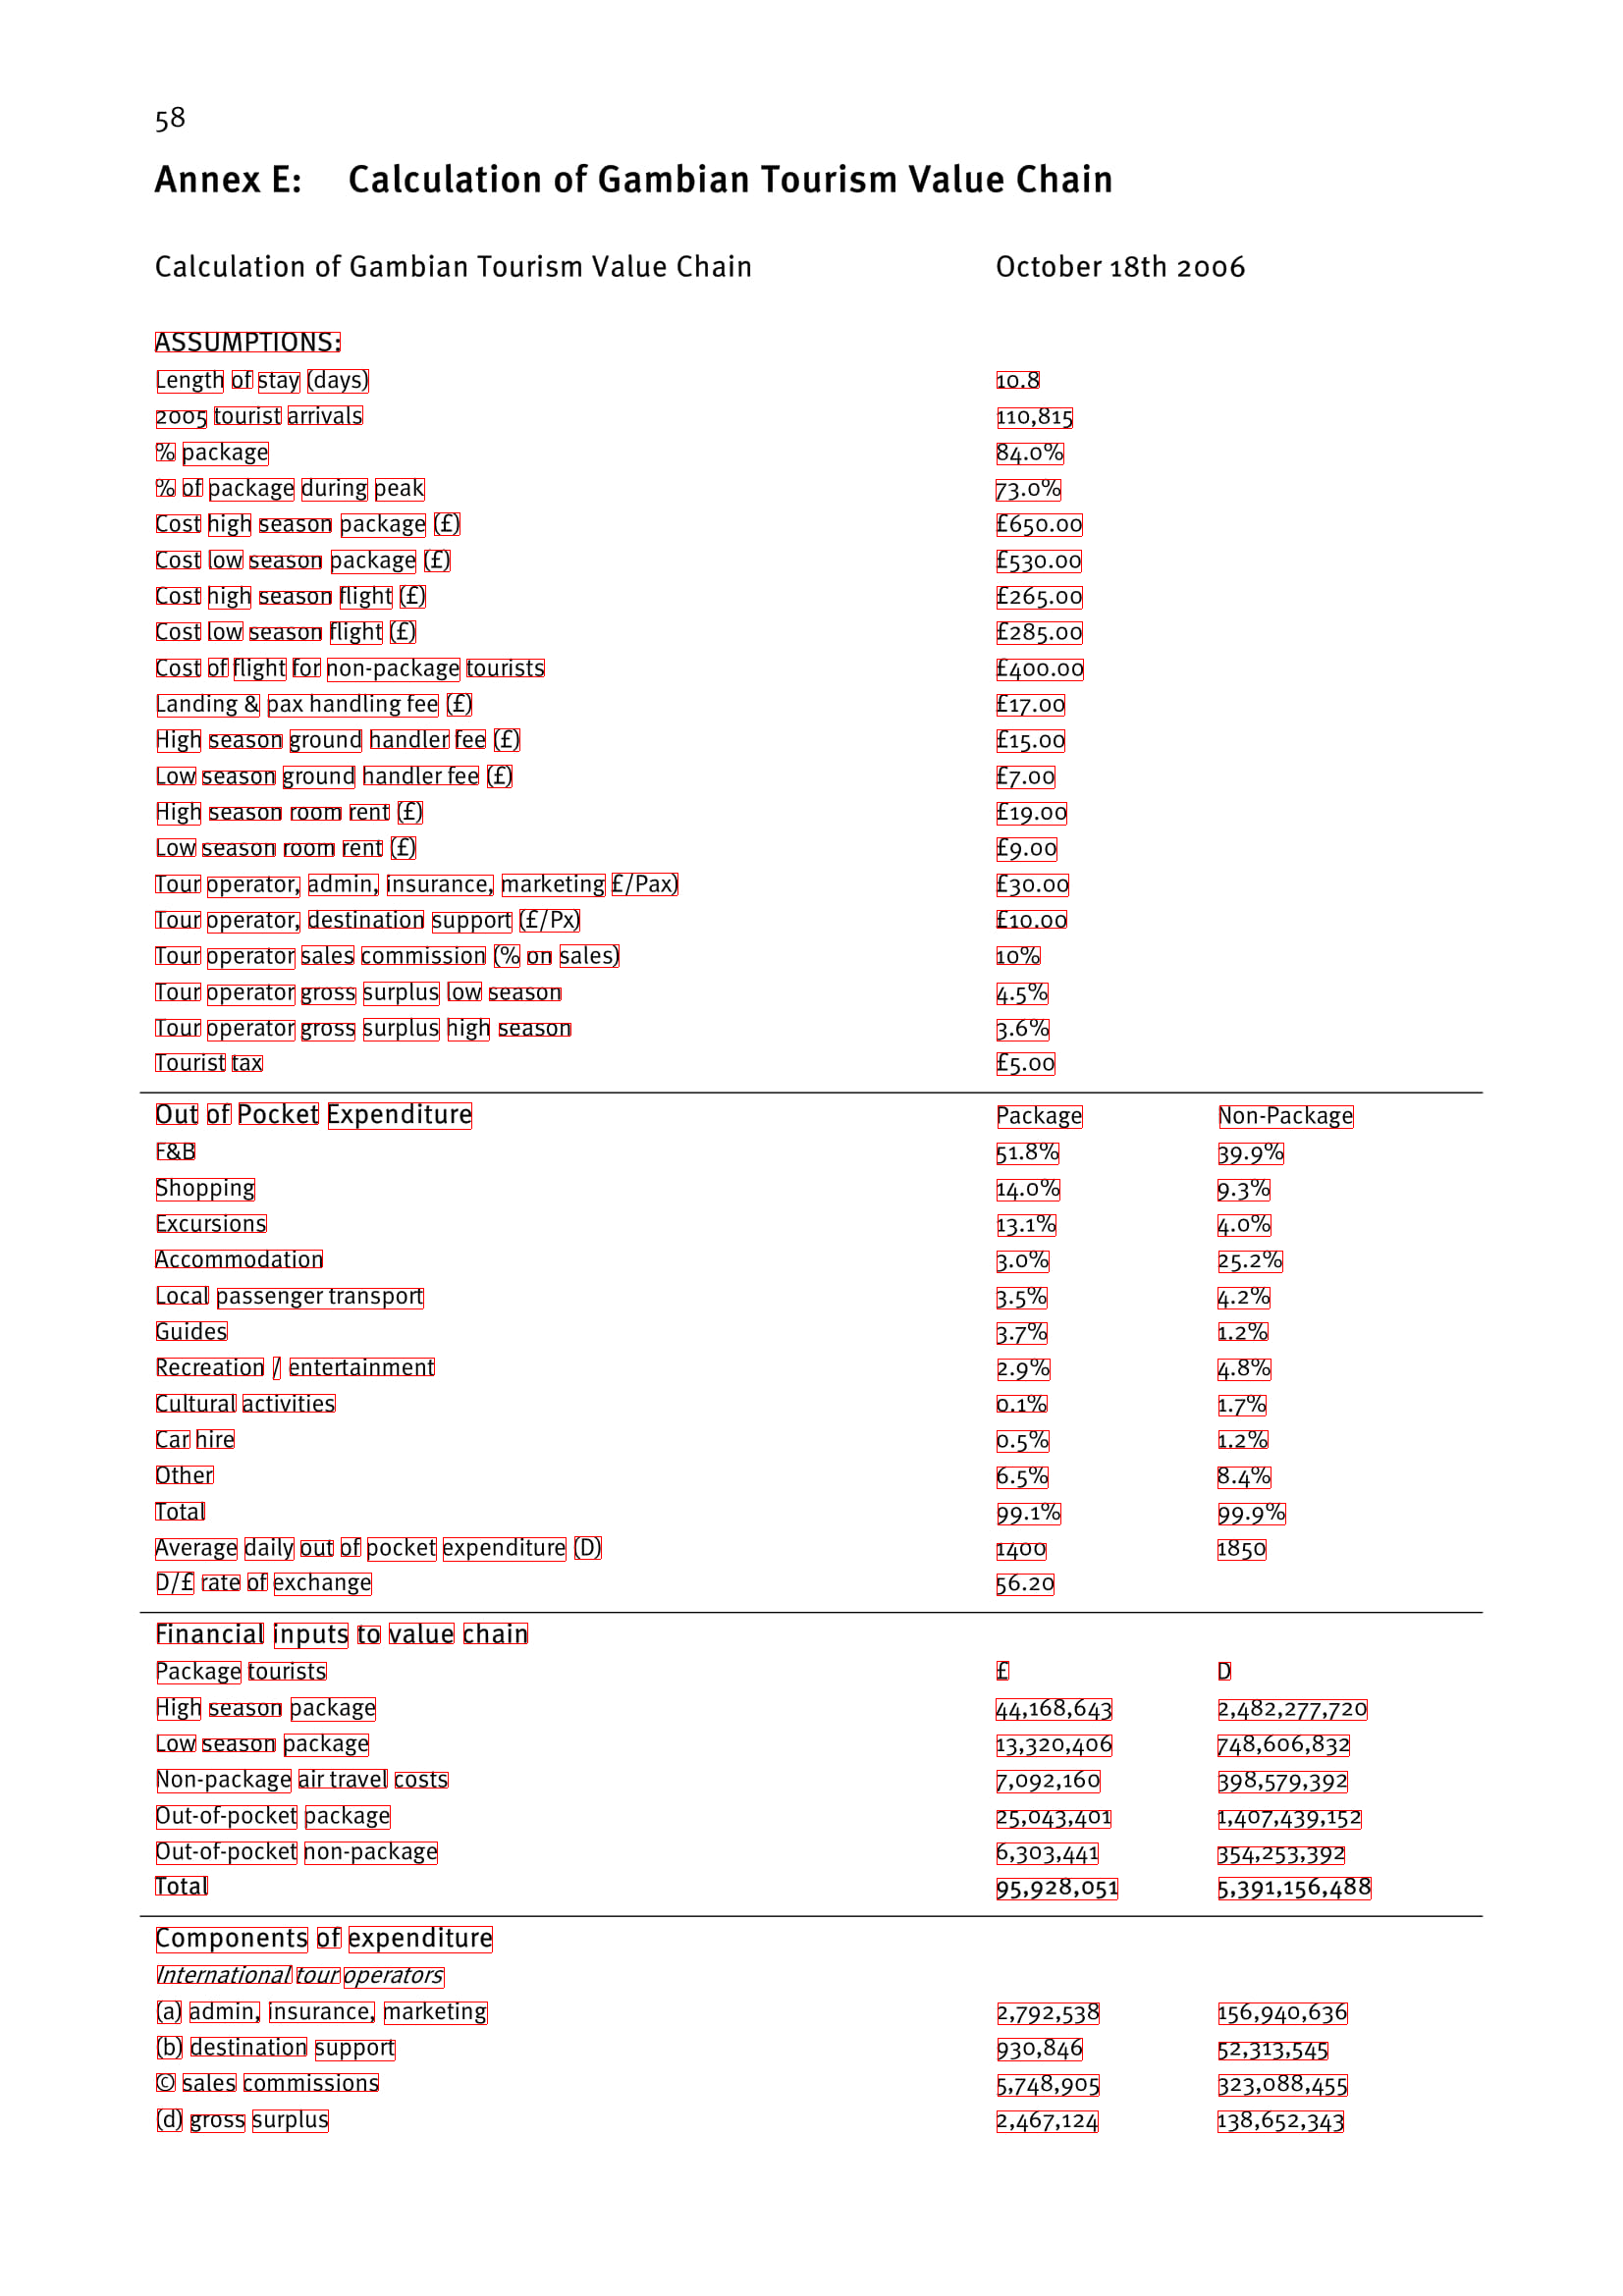 58
Annex E: Calculation of Gambian Tourism Value Chain
Calculation of Gambian Tourism Value Chain October 18th 2006
ASSUMPTIONS:
Length of stay (days) 10.8
2005 tourist arrivals 110,815
% package 84.0%
% of package during peak 73.0%
Cost high season package (£) £650.00
Cost low season package (£) £530.00
Cost high season flight (£) £265.00
Cost low season flight (£) £285.00
Cost of flight for non-package tourists £400.00
Landing & pax handling fee (£) £17.00
High season ground handler fee (£) £15.00
Low season ground handler fee (£) £7.00
High season room rent (£) £19.00
Low season room rent (£) £9.00
Tour operator, admin, insurance, marketing £/Pax) £30.00
Tour operator, destination support (£/Px) £10.00
Tour operator sales commission (% on sales) 10%
Tour operator gross surplus low season 4.5%
Tour operator gross surplus high season 3.6%
Tourist tax £5.00
Out of Pocket Expenditure Package Non-Package
F&B 51.8% 39.9%
Shopping 14.0% 9.3%
Excursions 13.1% 4.0%
Accommodation 3.0% 25.2%
Local passenger transport 3.5% 4.2%
Guides 3.7% 1.2%
Recreation / entertainment 2.9% 4.8%
Cultural activities 0.1% 1.7%
Car hire 0.5% 1.2%
Other 6.5% 8.4%
Total 99.1% 99.9%
Average daily out of pocket expenditure (D) 1400 1850
D/£ rate of exchange 56.20
Financial inputs to value chain
Package tourists £ D
High season package 44,168,643 2,482,277,720
Low season package 13,320,406 748,606,832
Non-package air travel costs 7,092,160 398,579,392
Out-of-pocket package 25,043,401 1,407,439,152
Out-of-pocket non-package 6,303,441 354,253,392
Total 95,928,051 5,391,156,488
Components of expenditure
International tour operators
(a) admin, insurance, marketing 2,792,538 156,940,636
(b) destination support 930,846 52,313,545
© sales commissions 5,748,905 323,088,455
(d) gross surplus 2,467,124 138,652,343